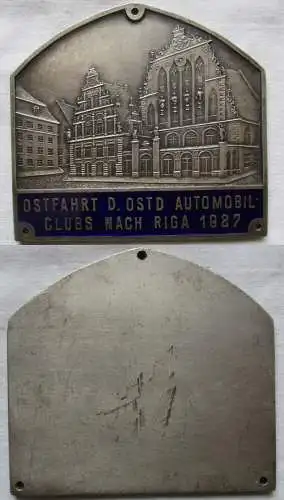 OSTFAHRT D. OSTD AUTOMOBIL-
CLUBS NACH RIGA 1927